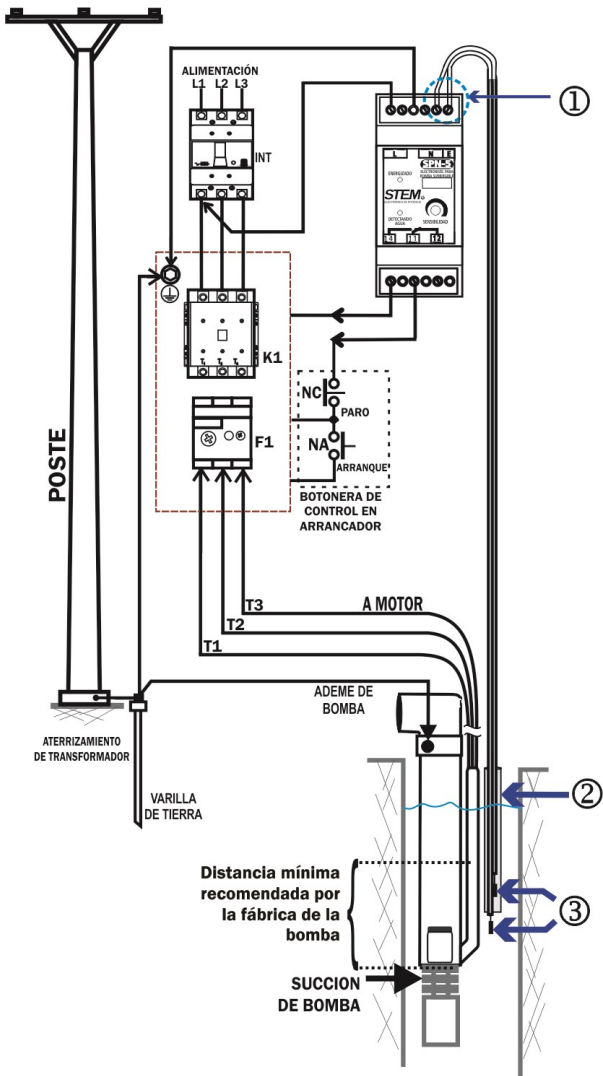 ALIMENTACIÓN
L1 L2 L3
INT
①
L N E
SPN-S
ENERGIZADO
STEM
DETECTANDO
AGUA
SENSIBILIDAD
14 11 12
K1
F1
NC
PARO
NA
ARRANQUE
BOTONERA DE
CONTROL EN
ARRANCADOR
POSTE
T3
A MOTOR
T2
T1
ADEME DE
BOMBA
ATERRIZAMIENTO
DE TRANSFORMADOR
VARILLA
DE TIERRA
②
Distancia mínima
recomendada por
la fábrica de la
bomba
③
SUCCION
DE BOMBA